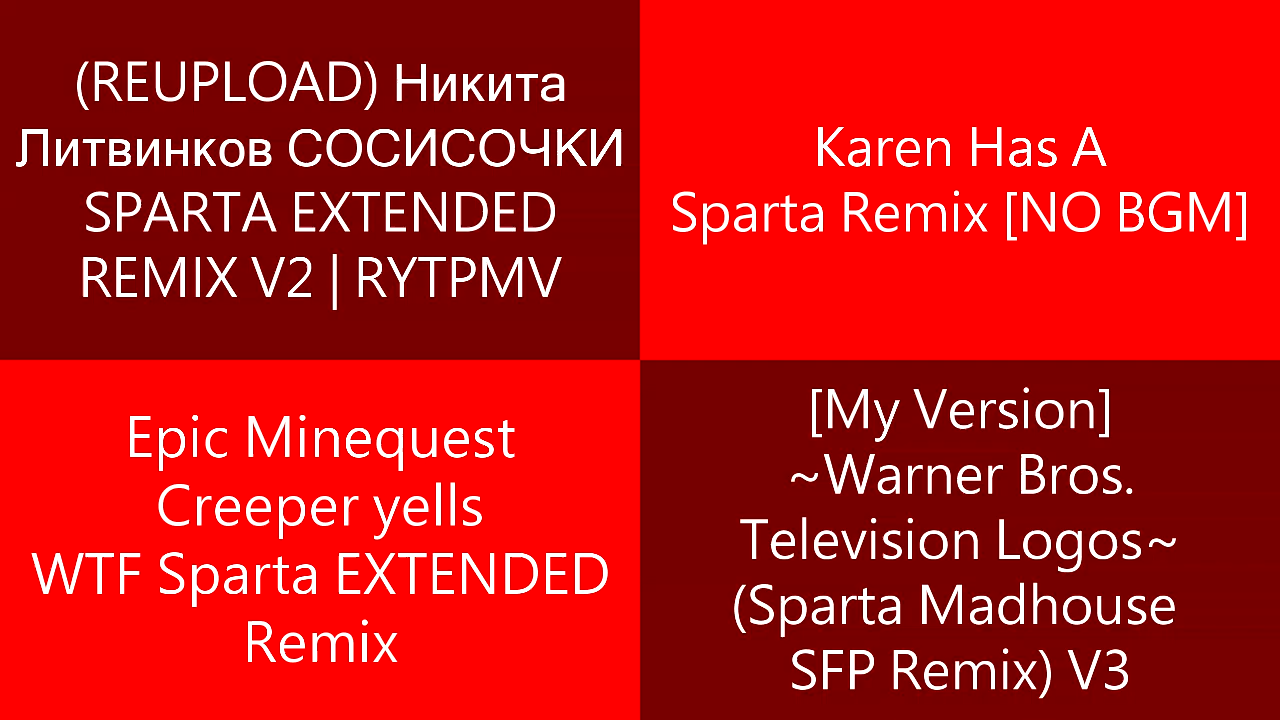 (REUPLOAD) Никита
Литвинков СОСИСОЧКИ
SPARTA EXTENDED
REMIX V2 | RYTPMV
Karen Has A
Sparta Remix [NO BGM]
Epic Minequest
Creeper yells
WTF Sparta EXTENDED
Remix
[My Version]
~Warner Bros.
Television Logos~
(Sparta Madhouse
SFP Remix) V3